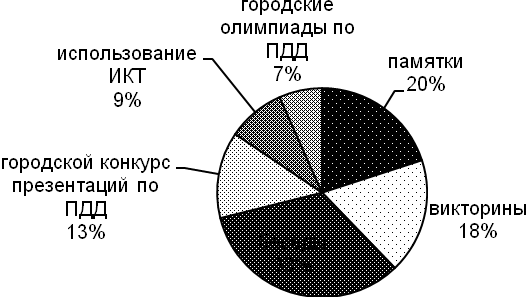 городские
олимпиады по
ПДД
7%
памятки
20%
викторины
18%
городской конкурс
презентаций по
ПДД
13%
использование
ИКТ
9%